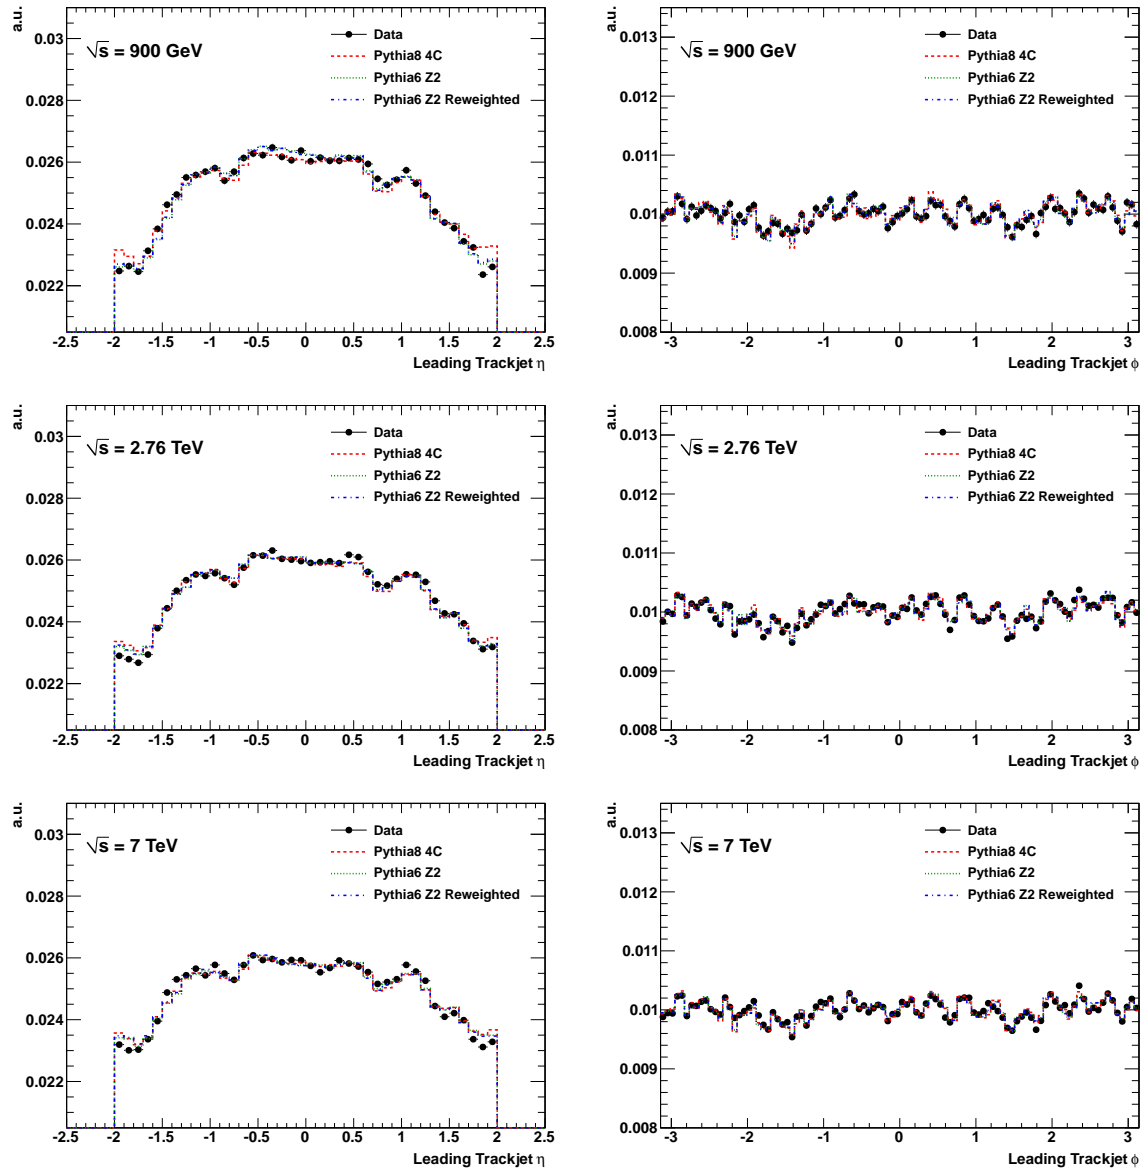 a.u.
√s = 900 GeV
Data
Pythia8 4C
Pythia6 Z2
Pythia6 Z2 Reweighted
0.03
0.028
0.026
0.024
0.022
-2.5 -2 -1.5 -1 -0.5 0 0.5 1 1.5 2 2.5
Leading Trackjet η
a.u.
√s = 900 GeV
Data
Pythia8 4C
Pythia6 Z2
Pythia6 Z2 Reweighted
0.013
0.012
0.011
0.01
0.009
0.008
-3 -2 -1 0 1 2 3
Leading Trackjet ϕ
a.u.
√s = 2.76 TeV
Data
Pythia8 4C
Pythia6 Z2
Pythia6 Z2 Reweighted
0.03
0.028
0.026
0.024
0.022
-2.5 -2 -1.5 -1 -0.5 0 0.5 1 1.5 2 2.5
Leading Trackjet η
a.u.
√s = 2.76 TeV
Data
Pythia8 4C
Pythia6 Z2
Pythia6 Z2 Reweighted
0.013
0.012
0.011
0.01
0.009
0.008
-3 -2 -1 0 1 2 3
Leading Trackjet ϕ
a.u.
√s = 7 TeV
Data
Pythia8 4C
Pythia6 Z2
Pythia6 Z2 Reweighted
0.03
0.028
0.026
0.024
0.022
-2.5 -2 -1.5 -1 -0.5 0 0.5 1 1.5 2 2.5
Leading Trackjet η
a.u.
√s = 7 TeV
Data
Pythia8 4C
Pythia6 Z2
Pythia6 Z2 Reweighted
0.013
0.012
0.011
0.01
0.009
0.008
-3 -2 -1 0 1 2 3
Leading Trackjet ϕ